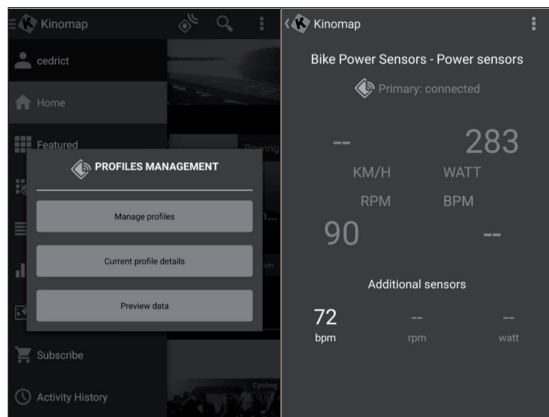 Kinomap
cedrict
Home
Featured
Rowing
PROFILES MANAGEMENT
Manage profiles
Current profile details
Preview data
Subscribe
Cycling
Activity History
Kinomap
Bike Power Sensors - Power sensors
Primary: connected
-- 283
KM/H WATT
RPM BPM
90 --
Additional sensors
72 -- --
bpm rpm watt